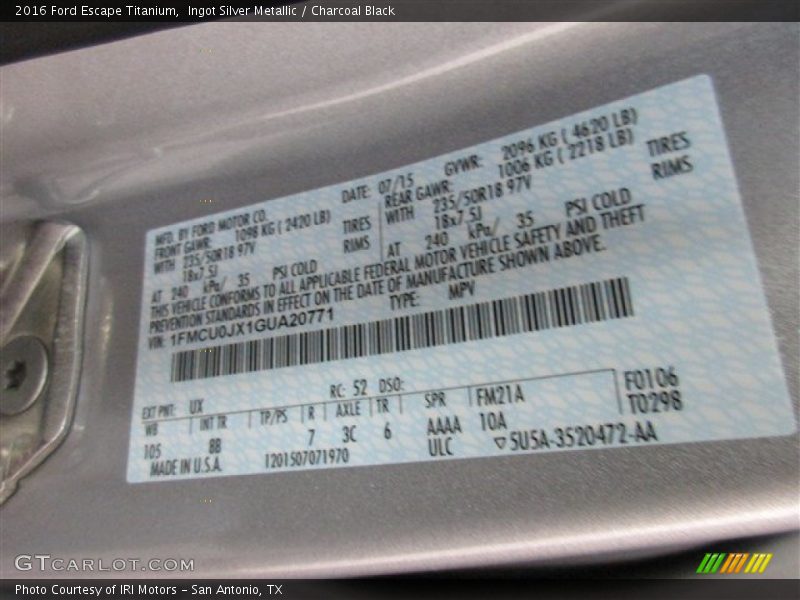 2016 Ford Escape Titanium, Ingot Silver Metallic / Charcoal Black
MFD. BY FORD MOTOR CO. DATE: 07/15 GVWR: 2096 KG ( 4620 LB)
FRONT GAWR: 1098 KG ( 2420 LB) REAR GAWR: 1006 KG ( 2218 LB)
WITH 235/50R18 97V TIRES WITH 235/50R18 97V TIRES
18x7.5J RIMS 18x7.5J RIMS
AT 240 kPa/ 35 PSI COLD AT 240 kPa/ 35 PSI COLD
THIS VEHICLE CONFORMS TO ALL APPLICABLE FEDERAL MOTOR VEHICLE SAFETY AND THEFT
PREVENTION STANDARDS IN EFFECT ON THE DATE OF MANUFACTURE SHOWN ABOVE.
VIN: 1FMCU0JX1GUA20771 TYPE: MPV
EXT PNT: UX RC: 52 DSO: F0106
WB INT TR TP/PS R AXLE TR SPR FM21A T0298
105 BB 7 3C 6 AAAA 10A
MADE IN U.S.A. 1201507071970 ULC ▽5U5A-3520472-AA
GTCARLOT.COM
Photo Courtesy of IRI Motors - San Antonio, TX